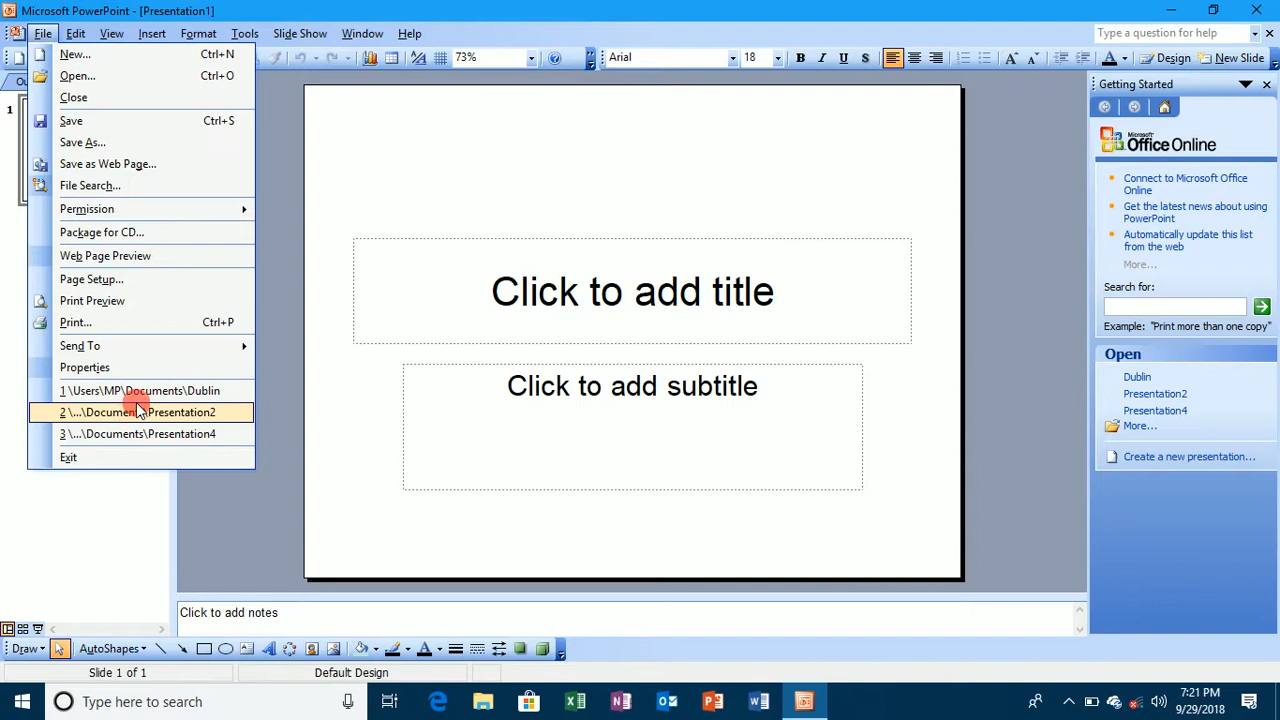 Microsoft PowerPoint - [Presentation1]
File Edit View Insert Format Tools Slide Show Window Help
Type a question for help
73%
Arial
18
B I U S
Design
New Slide
New... Ctrl+N
Open... Ctrl+O
Close
Save Ctrl+S
Save As...
Save as Web Page...
File Search...
Permission
Package for CD...
Web Page Preview
Page Setup...
Print Preview
Print... Ctrl+P
Send To
Properties
1 \Users\MP\Documents\Dublin
2 \...\Documents\Presentation2
3 \...\Documents\Presentation4
Exit
1
Click to add title
Click to add subtitle
Click to add notes
Getting Started
Microsoft
Office Online
Connect to Microsoft Office
Online
Get the latest news about using
PowerPoint
Automatically update this list
from the web
More...
Search for:
Example: "Print more than one copy"
Open
Dublin
Presentation2
Presentation4
More...
Create a new presentation...
Draw
AutoShapes
Slide 1 of 1
Default Design
Type here to search
7:21 PM
9/29/2018